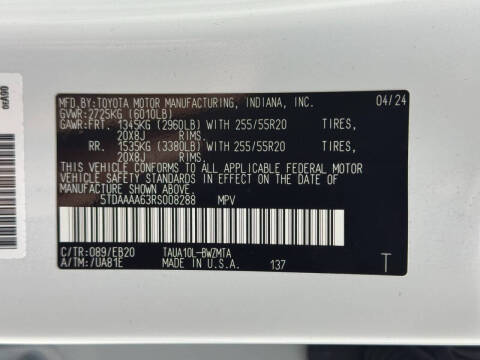 MFD.BY:TOYOTA MOTOR MANUFACTURING, INDIANA, INC. 04/24
GVWR:2725KG (6010LB)
GAWR:FRT. 1345KG (2960LB) WITH 255/55R20 TIRES,
20X8J RIMS.
RR. 1535KG (3380LB) WITH 255/55R20 TIRES,
20X8J RIMS.
THIS VEHICLE CONFORMS TO ALL APPLICABLE FEDERAL MOTOR
VEHICLE SAFETY STANDARDS IN EFFECT ON THE DATE OF
MANUFACTURE SHOWN ABOVE.
5TDAAAA63RS008288 MPV
C/TR:089/EB20 TAUA10L-BWZMTA
A/TM:/UA81E MADE IN U.S.A. 137 T